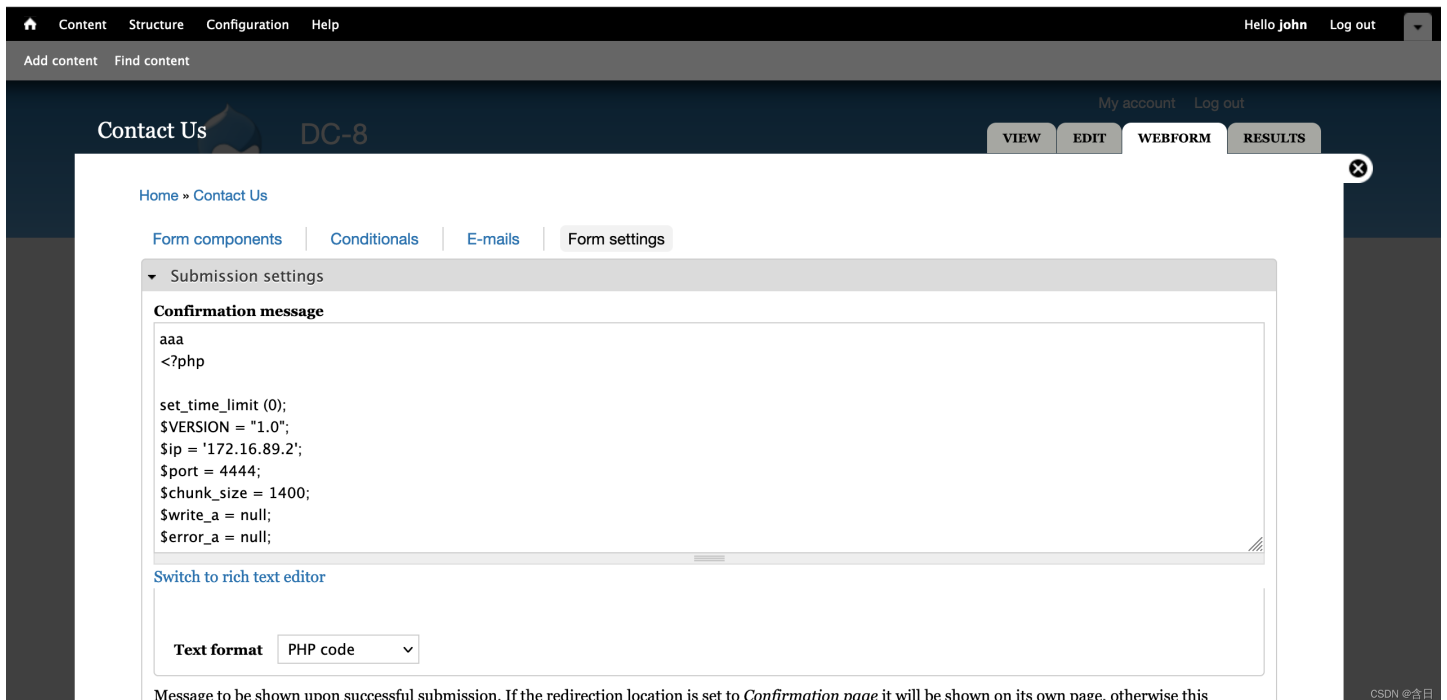 Content Structure Configuration Help Hello john Log out
Add content Find content
My account Log out
Contact Us DC-8 VIEW EDIT WEBFORM RESULTS
Home » Contact Us
Form components Conditionals E-mails Form settings
Submission settings
Confirmation message
aaa
<?php
set_time_limit (0);
$VERSION = "1.0";
$ip = '172.16.89.2';
$port = 4444;
$chunk_size = 1400;
$write_a = null;
$error_a = null;
Switch to rich text editor
Text format PHP code
Message to be shown upon successful submission. If the redirection location is set to Confirmation page it will be shown on its own page, otherwise this
CSDN @含日